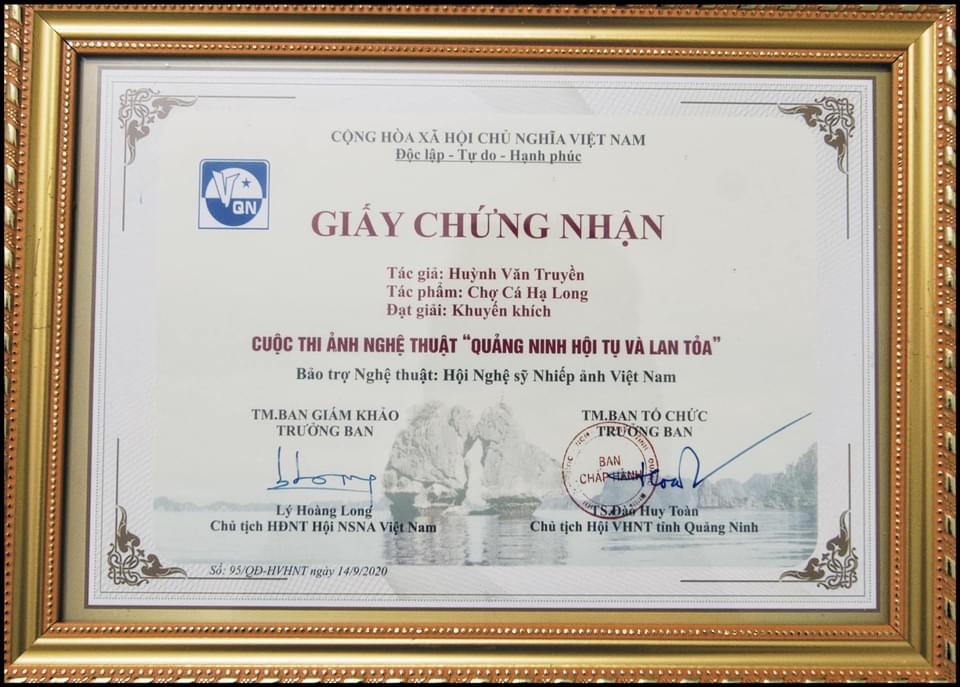 CỘNG HÒA XÃ HỘI CHỦ NGHĨA VIỆT NAM
Độc lập - Tự do - Hạnh phúc
QN
GIẤY CHỨNG NHẬN
Tác giả: Huỳnh Văn Truyền
Tác phẩm: Chợ Cá Hạ Long
Đạt giải: Khuyến khích
CUỘC THI ẢNH NGHỆ THUẬT “QUẢNG NINH HỘI TỤ VÀ LAN TỎA”
Bảo trợ Nghệ thuật: Hội Nghệ sỹ Nhiếp ảnh Việt Nam
TM.BAN GIÁM KHẢO
TRƯỞNG BAN
Lý Hoàng Long
Chủ tịch HĐNT Hội NSNA Việt Nam
TM.BAN TỔ CHỨC
TRƯỞNG BAN
BAN
CHẤP HÀNH
TS.Đào Huy Toàn
Chủ tịch Hội VHNT tỉnh Quảng Ninh
Số: 95/QĐ-HVHNT ngày 14/9/2020